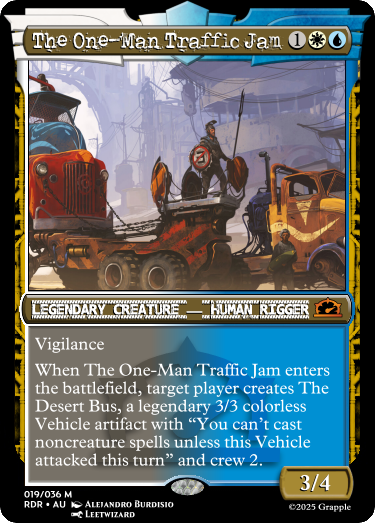 The One-Man Traffic Jam 1
Legendary Creature — Human Rigger
Vigilance
When The One-Man Traffic Jam enters
the battlefield, target player creates The
Desert Bus, a legendary 3/3 colorless
Vehicle artifact with “You can’t cast
noncreature spells unless this Vehicle
attacked this turn” and crew 2.
3/4
019/036 M
RDR • AU Alejandro Burdisio
Leetwizard
©2025 Grapple